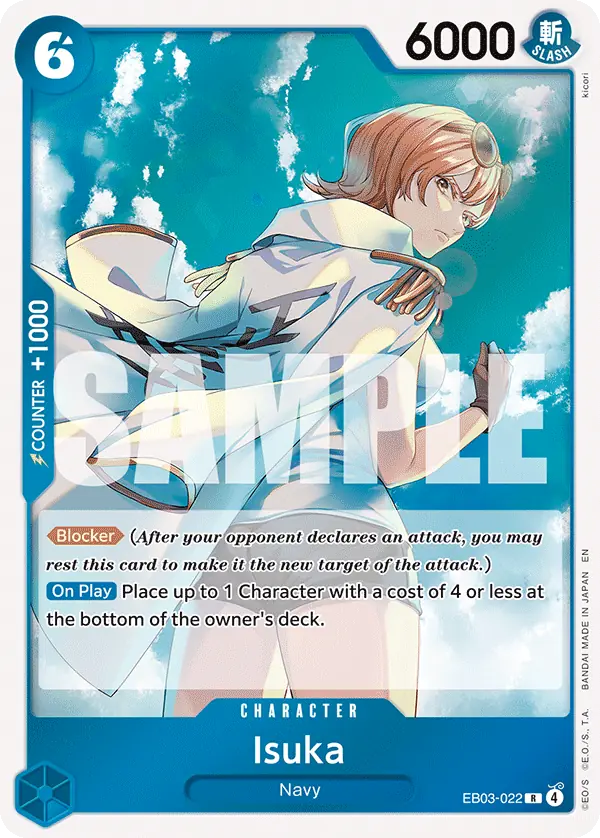 6
6000
斬
SLASH
kicori
COUNTER +1000
SAMPLE
Blocker (After your opponent declares an attack, you may
rest this card to make it the new target of the attack.)
On Play Place up to 1 Character with a cost of 4 or less at
the bottom of the owner's deck.
CHARACTER
Isuka
Navy
EB03-022 R 4
©EO/S ©E.O./S., T.A. BANDAI MADE IN JAPAN EN